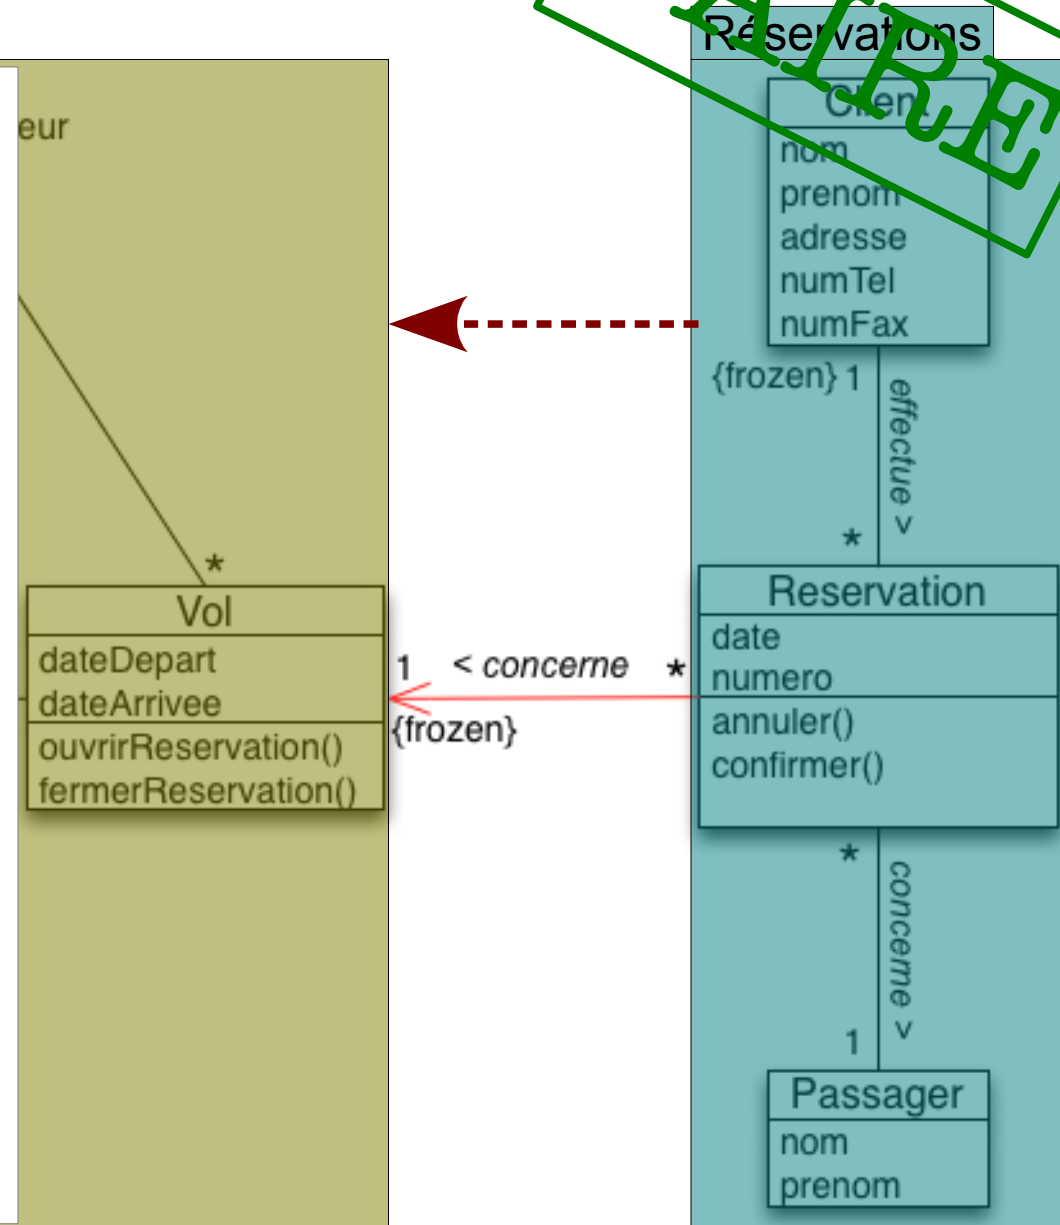 Réservations
AIRE
eur
Client
nom
prenom
adresse
numTel
numFax
{frozen} 1
effectue >
*
*
Vol
dateDepart
dateArrivee
ouvrirReservation()
fermerReservation()
1 < concerne *
{frozen}
Reservation
date
numero
annuler()
confirmer()
*
concerne >
1
Passager
nom
prenom